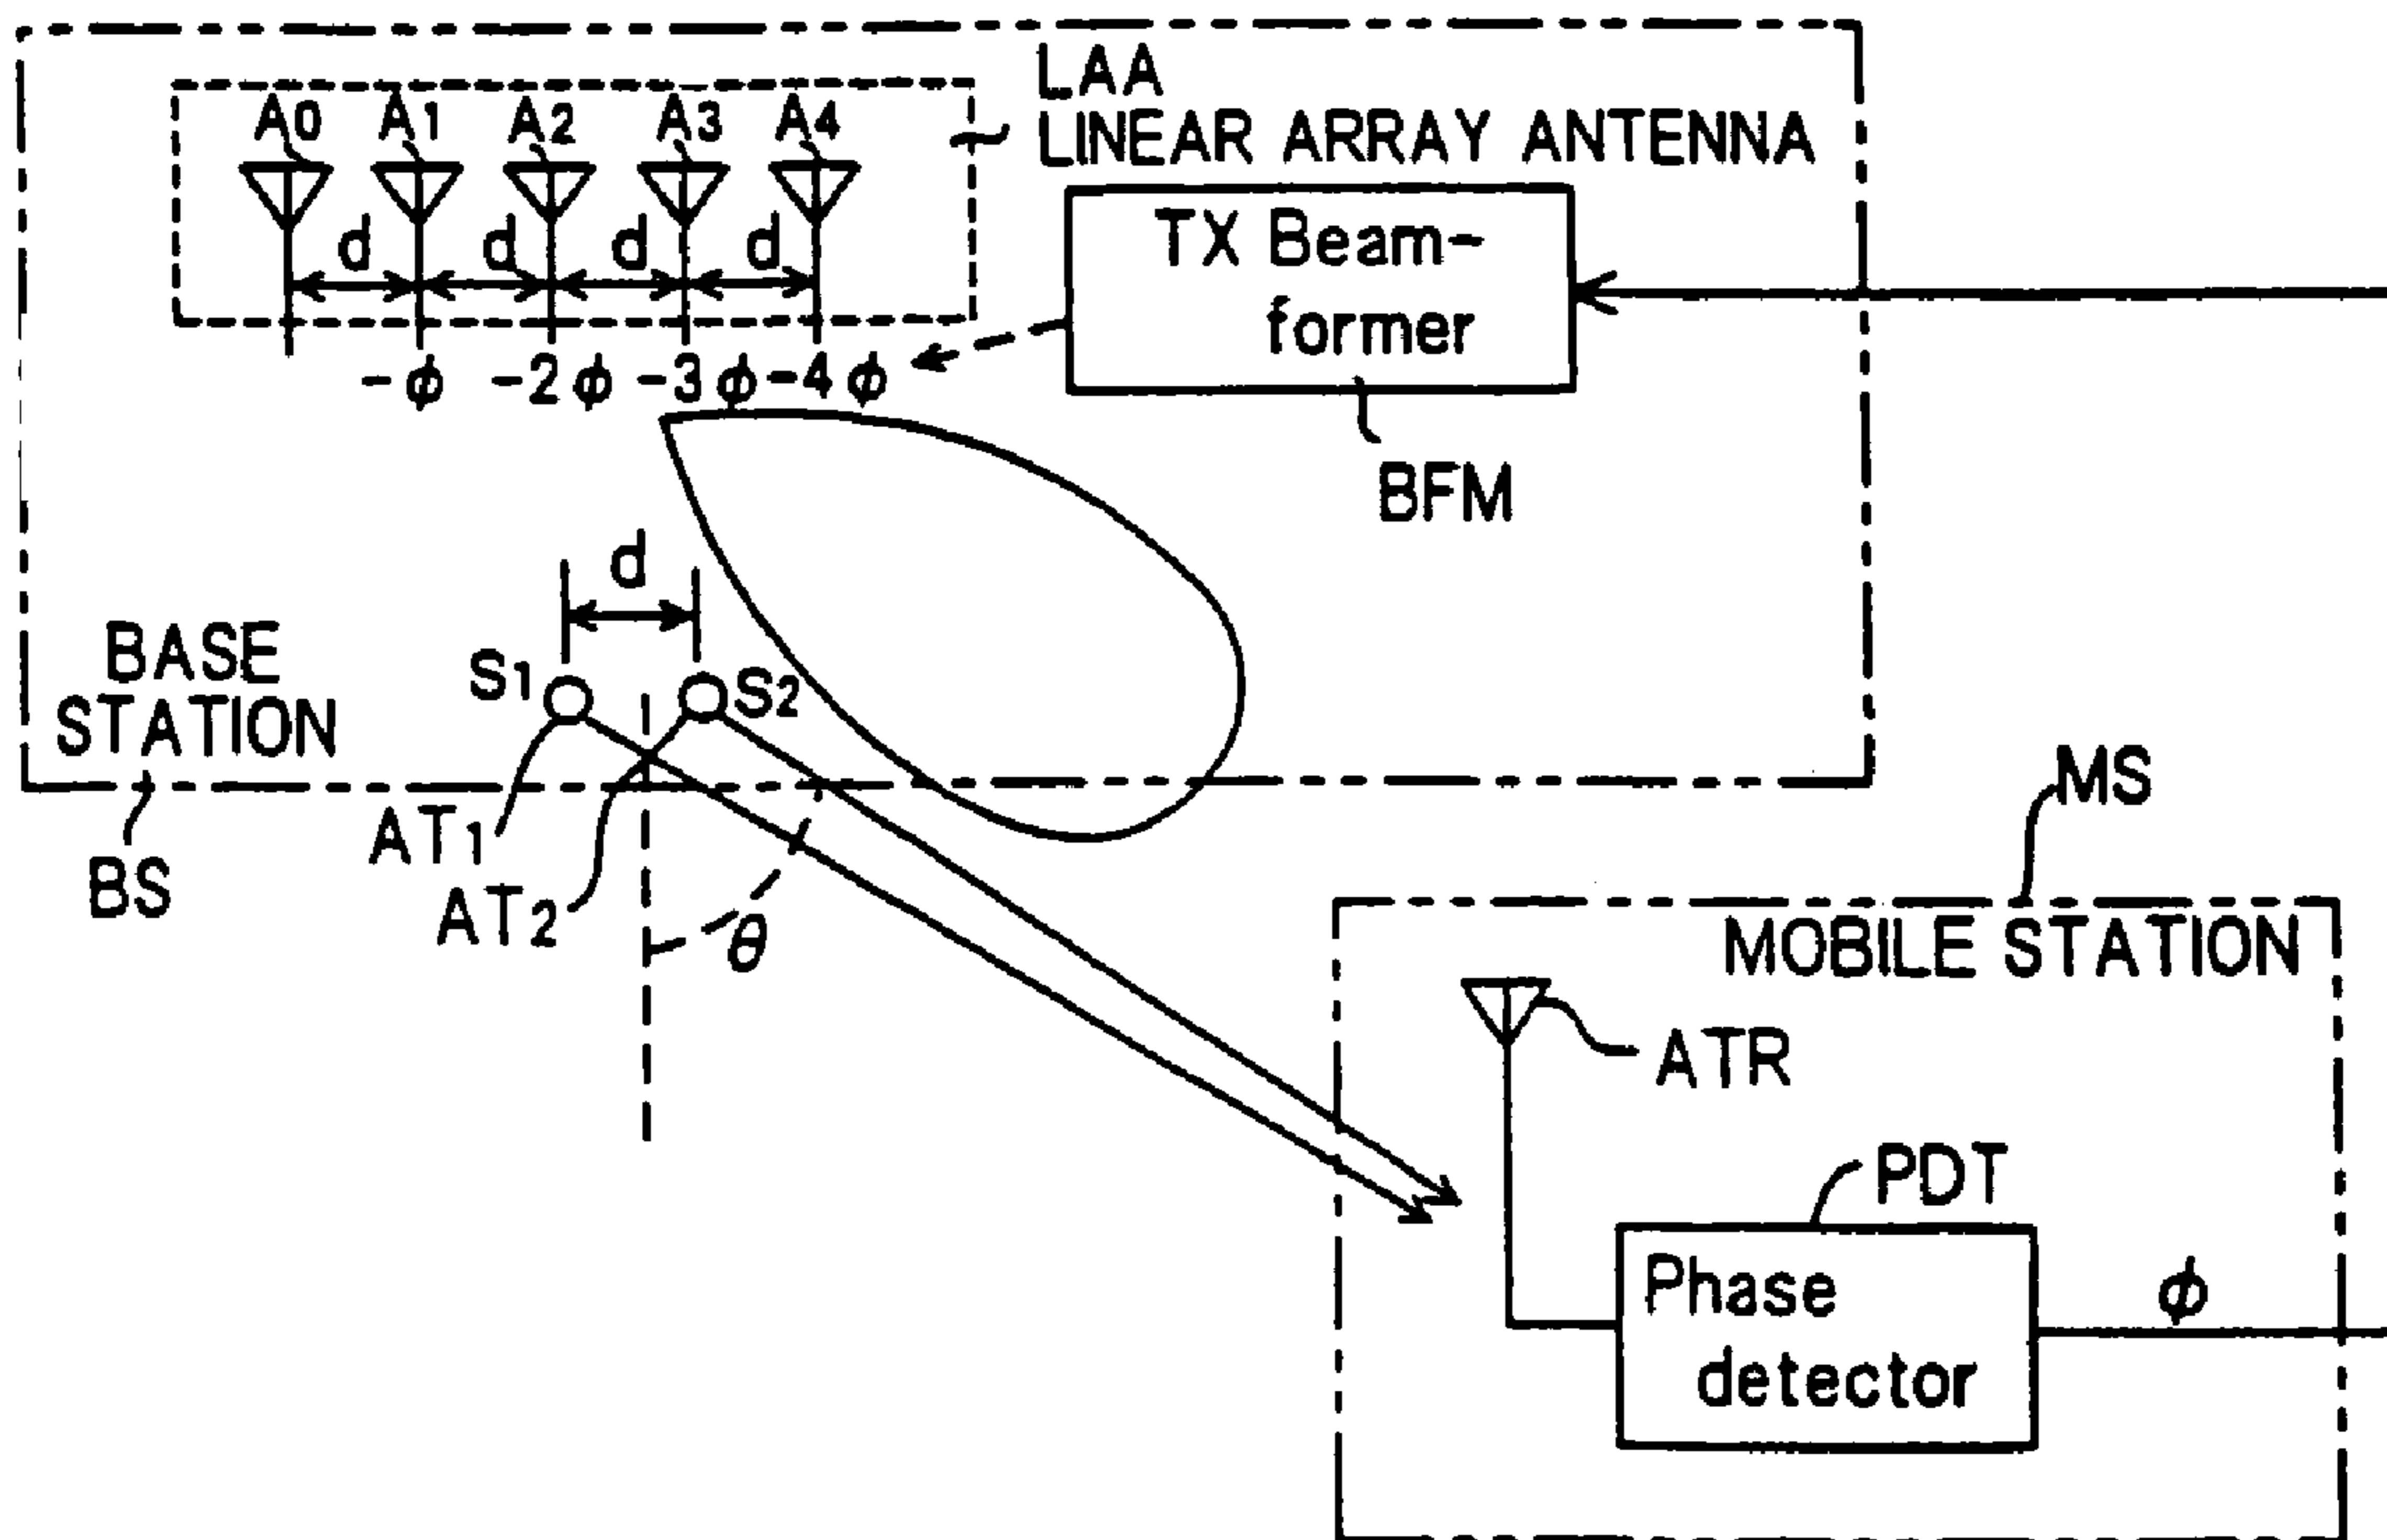 LAA
LINEAR ARRAY ANTENNA
A0 A1 A2 A3 A4
d d d d
TX Beam-
former
-ϕ -2ϕ -3ϕ -4ϕ
BFM
d
BASE
STATION
S1 S2
BS
AT1
AT2
θ
MS
MOBILE STATION
ATR
PDT
Phase
detector
ϕ